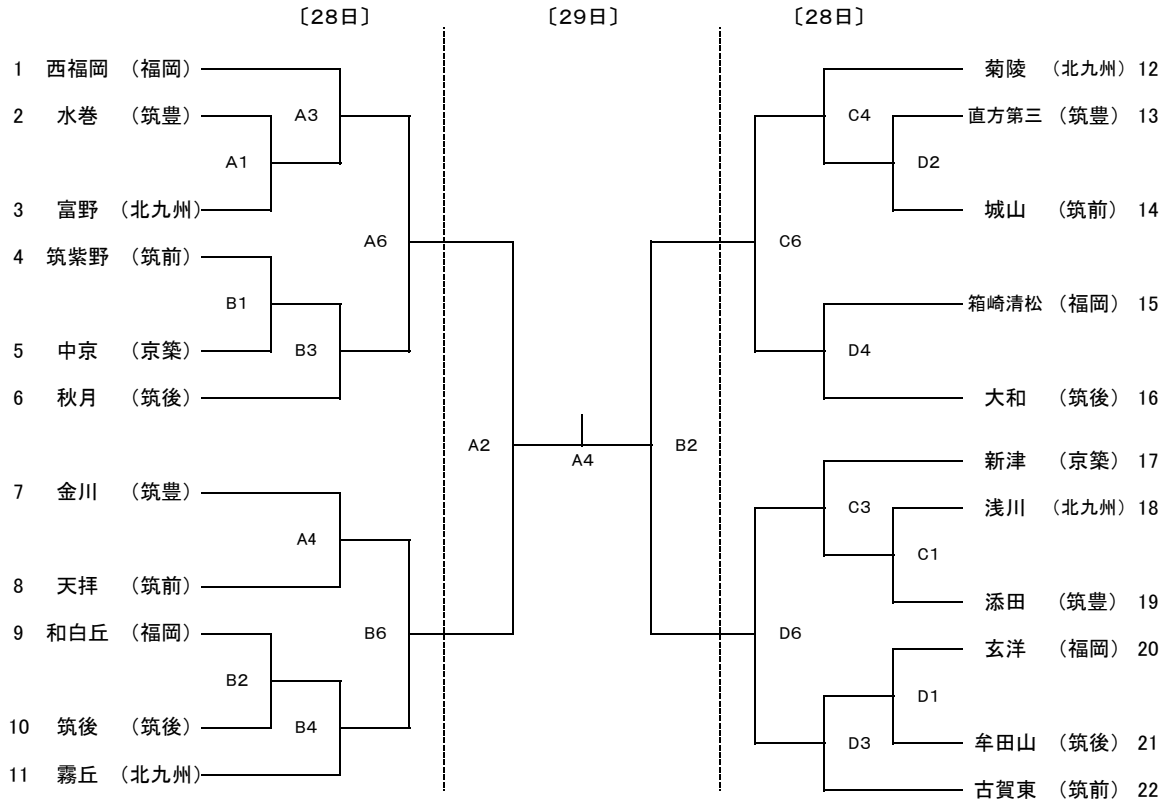 〔28日〕 〔29日〕 〔28日〕
1 西福岡 （福岡） 菊陵 （北九州） 12
2 水巻 （筑豊） A3 C4 直方第三 （筑豊） 13
A1 D2
3 富野 （北九州） 城山 （筑前） 14
A6 C6
4 筑紫野 （筑前）
B1 箱崎清松 （福岡） 15
5 中京 （京築） B3 D4
6 秋月 （筑後） 大和 （筑後） 16
A2 A4 B2
新津 （京築） 17
7 金川 （筑豊） C3 浅川 （北九州） 18
A4 C1
8 天拝 （筑前） 添田 （筑豊） 19
9 和白丘 （福岡） B6 D6 玄洋 （福岡） 20
B2 D1
10 筑後 （筑後） B4 D3 牟田山 （筑後） 21
11 霧丘 （北九州） 古賀東 （筑前） 22